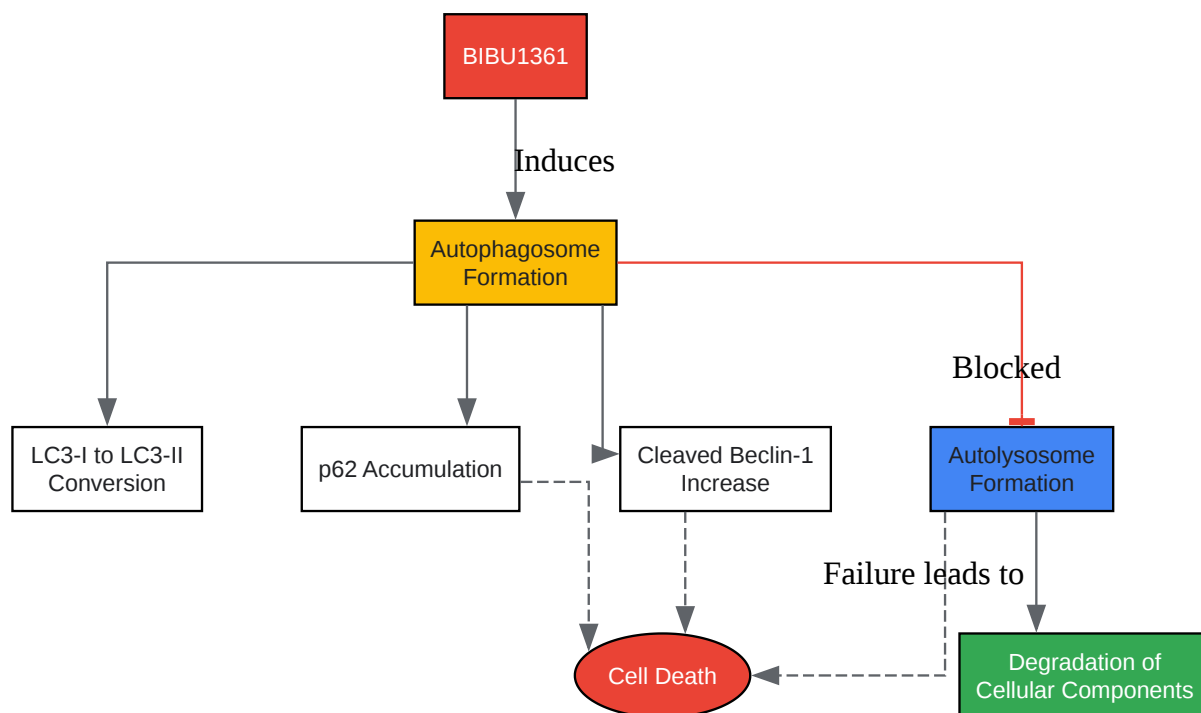 BIBU1361
Induces
Autophagosome
Formation
Blocked
LC3-I to LC3-II
Conversion
p62 Accumulation
Cleaved Beclin-1
Increase
Autolysosome
Formation
Failure leads to
Cell Death
Degradation of
Cellular Components